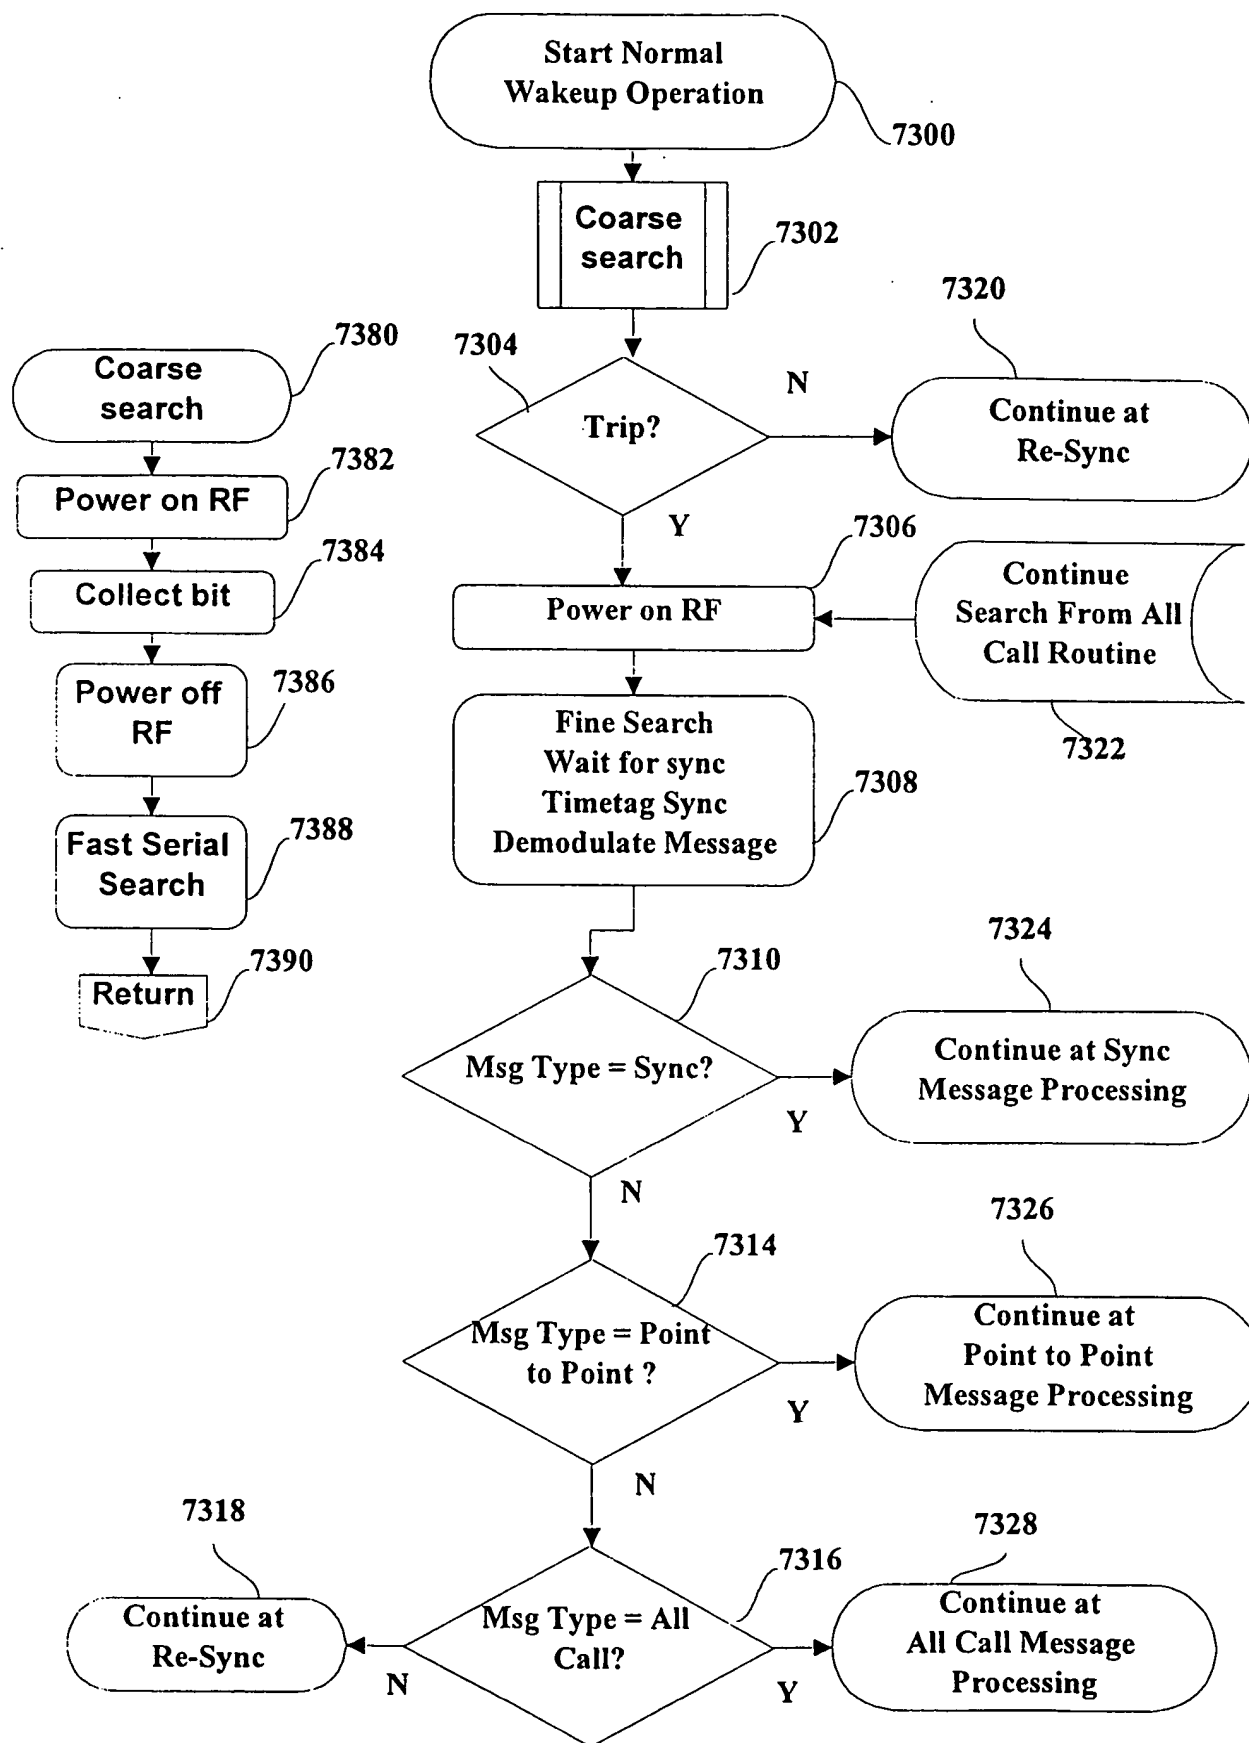 Start Normal
Wakeup Operation
7300
Coarse
search
7302
7304
Trip?
N
Y
7320
Continue at
Re-Sync
7306
Power on RF
Continue
Search From All
Call Routine
7322
Fine Search
Wait for sync
Timetag Sync
Demodulate Message
7308
7310
Msg Type = Sync?
Y
N
7324
Continue at Sync
Message Processing
7314
Msg Type = Point
to Point ?
Y
N
7326
Continue at
Point to Point
Message Processing
7316
Msg Type = All
Call?
N
Y
7318
Continue at
Re-Sync
7328
Continue at
All Call Message
Processing
7380
Coarse
search
7382
Power on RF
7384
Collect bit
7386
Power off
RF
7388
Fast Serial
Search
7390
Return